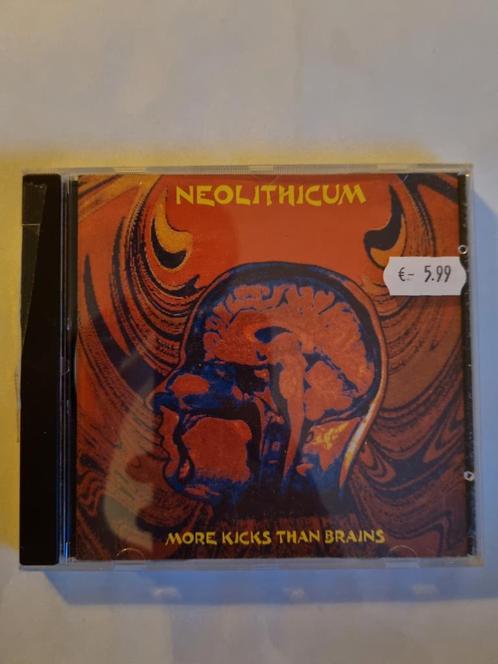 NEOLITHICUM
€- 5.99
MORE KICKS THAN BRAINS